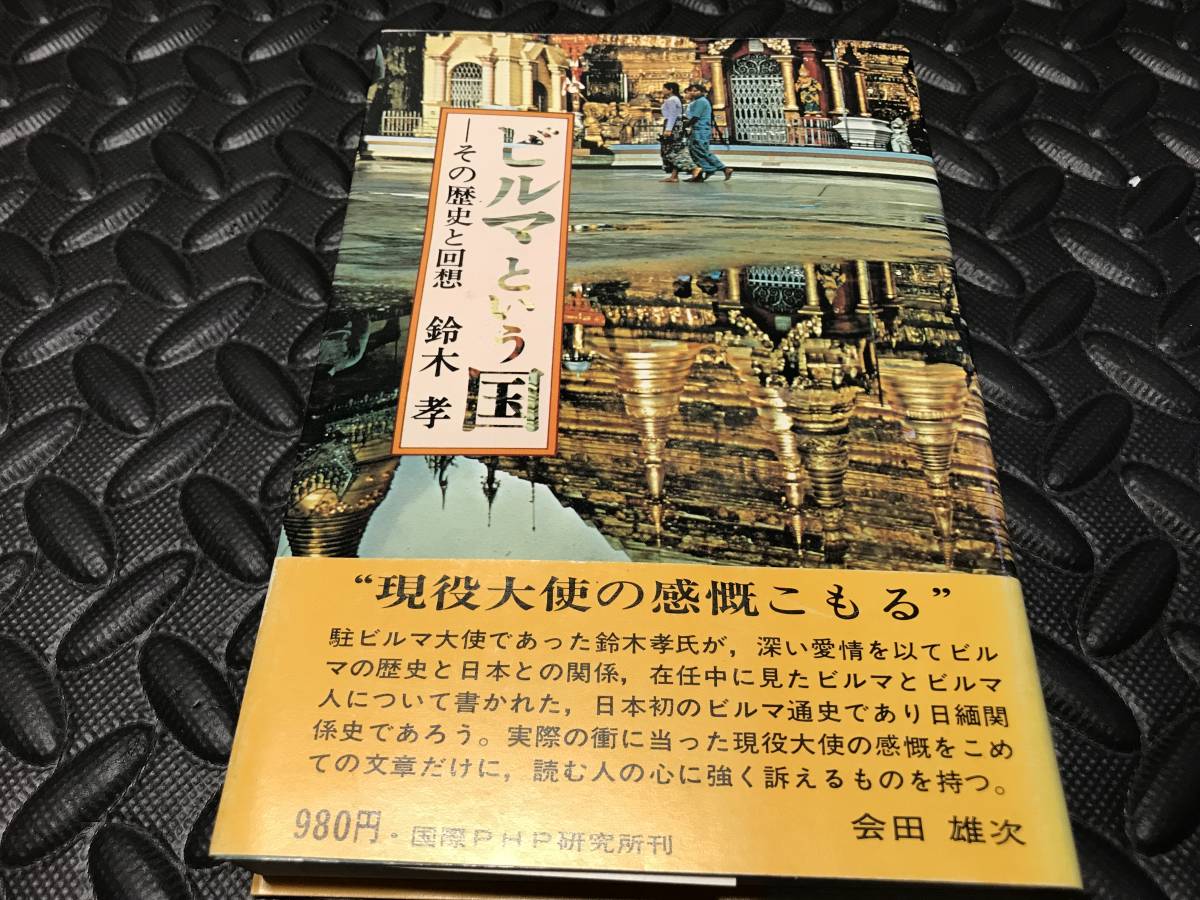 ビルマという国
―その歴史と回想
鈴木 孝
“現役大使の感慨こもる”
駐ビルマ大使であった鈴木孝氏が，深い愛情を以てビル
マの歴史と日本との関係，在任中に見たビルマとビルマ
人について書かれた，日本初のビルマ通史であり日緬関
係史であろう。実際の衝に当った現役大使の感慨をこめ
ての文章だけに，読む人の心に強く訴えるものを持つ。
会田 雄次
980円・国際PHP研究所刊